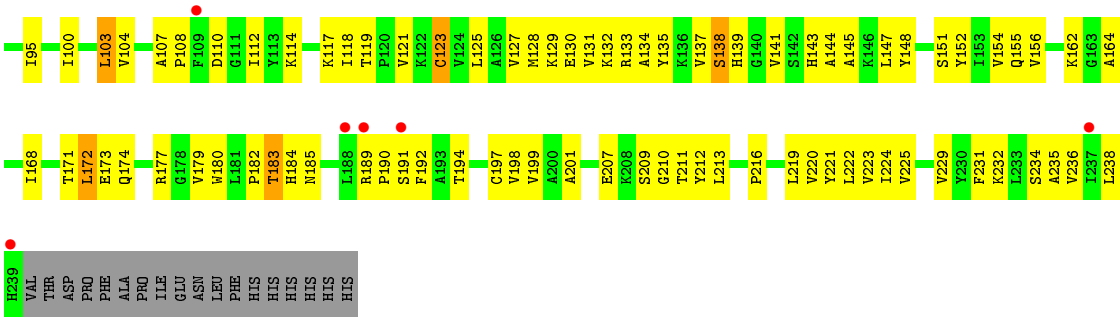 I95 I100 L103 V104 A107 P108 F109 D110 G111 I112 Y113 K114 K117 I118 T119 P120 V121 K122 C123 V124 L125 A126 V127 M128 K129 E130 V131 K132 R133 A134 Y135 K136 V137 S138 H139 G140 V141 S142 H143 A144 A145 K146 L147 Y148 S151 Y152 I153 V154 Q155 V156 K162 G163 A164
I168 T171 L172 E173 Q174 R177 G178 V179 W180 L181 P182 T183 H184 N185 L188 R189 P190 S191 F192 A193 T194 C197 V198 V199 A200 A201 E207 K208 S209 G210 T211 Y212 L213 P216 L219 V220 Y221 L222 V223 I224 V225 V229 Y230 F231 K232 L233 S234 A235 V236 I237 L238
H239 VAL THR ASP PRO PHE ALA PRO ILE GLU ASN LEU PHE HIS HIS HIS HIS HIS HIS